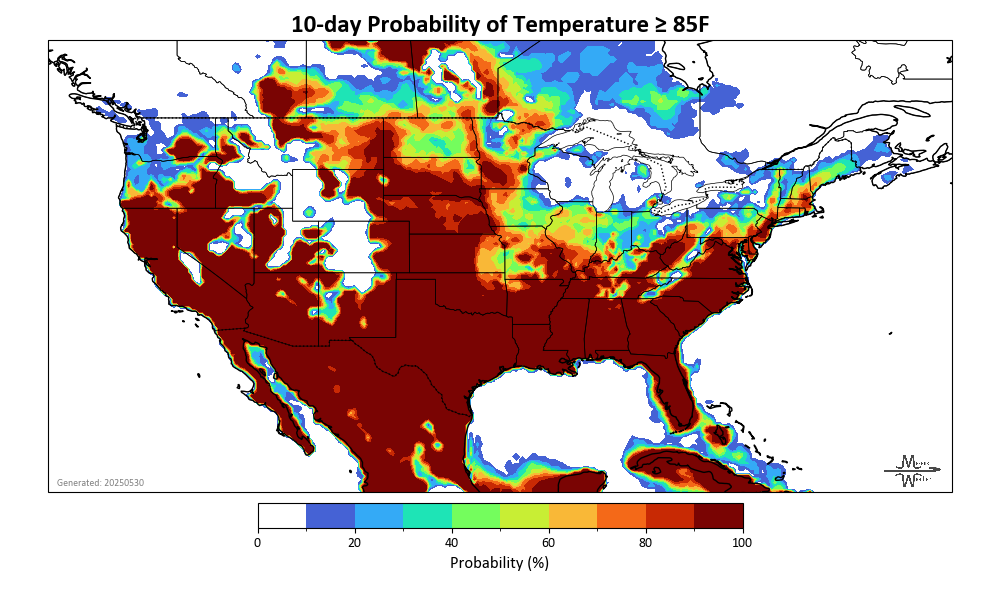 10-day Probability of Temperature ≥ 85F
Generated: 20250530
0 20 40 60 80 100
Probability (%)